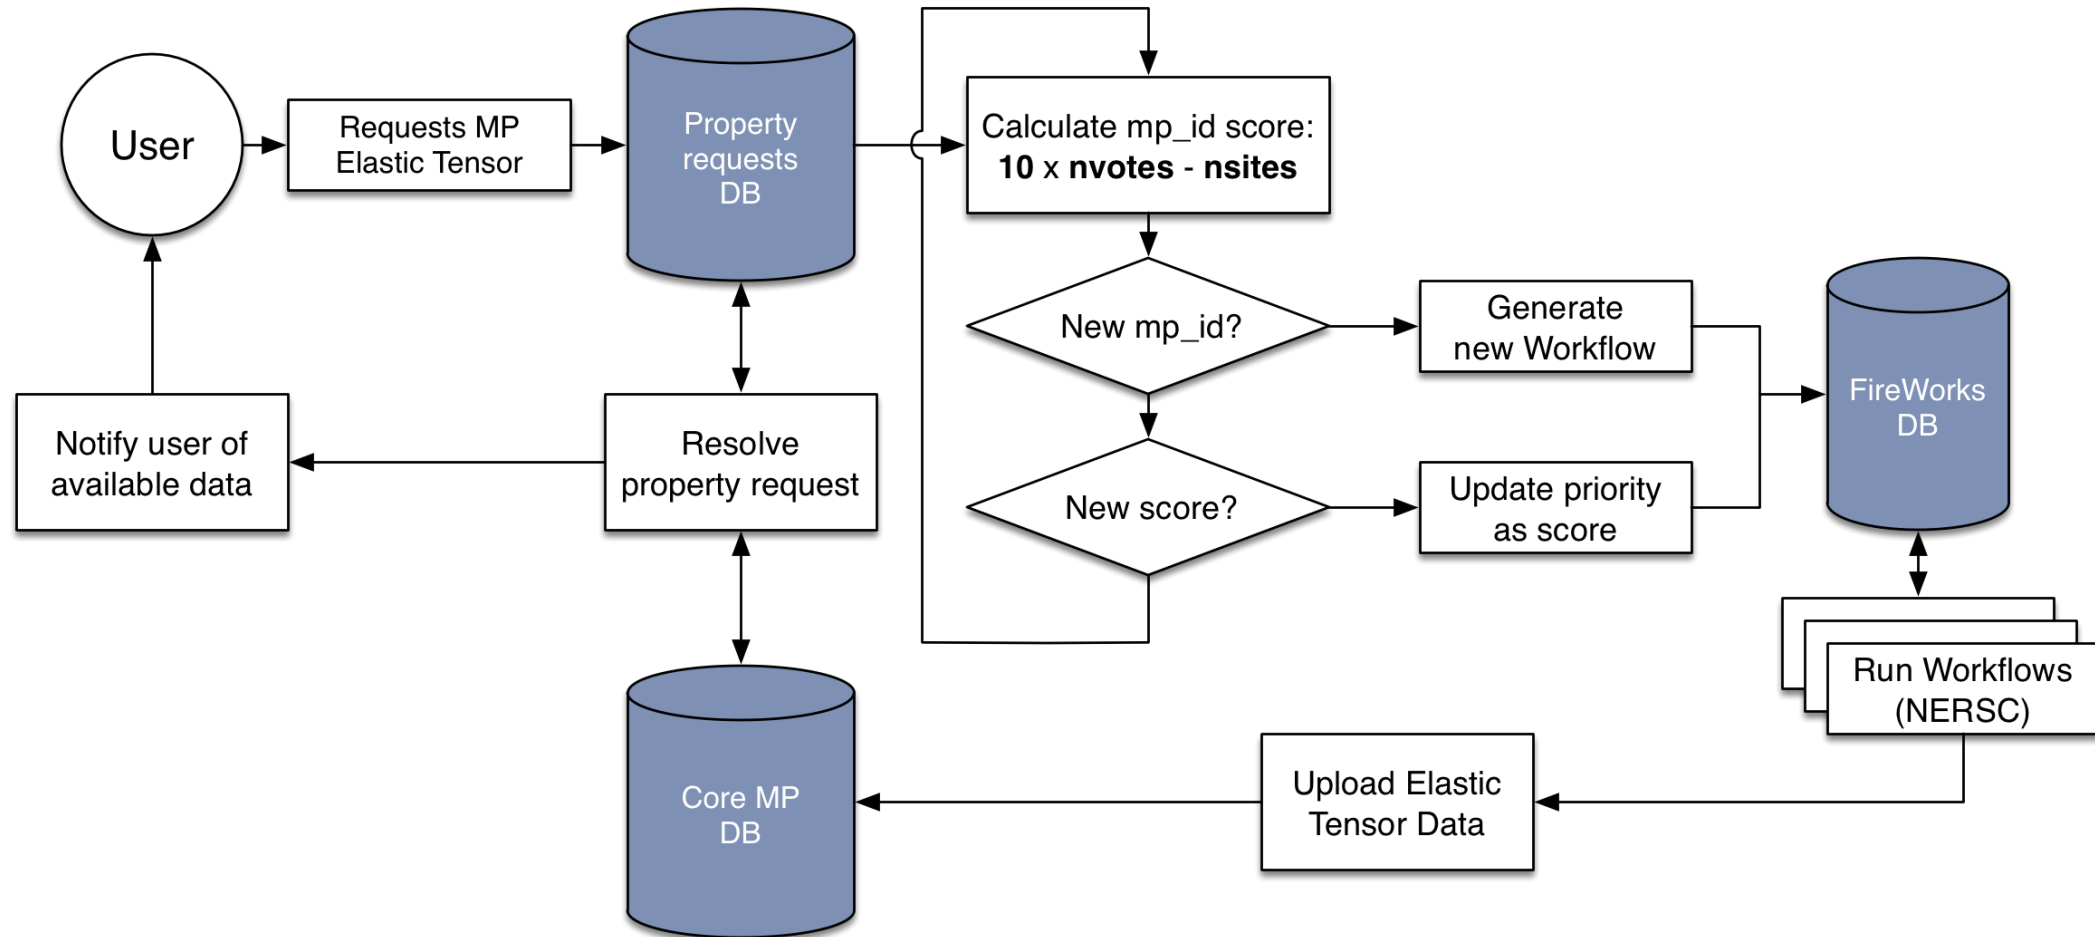 User
Requests MP
Elastic Tensor
Property
requests
DB
Calculate mp_id score:
10 x nvotes - nsites
New mp_id?
Generate
new Workflow
FireWorks
DB
Notify user of
available data
Resolve
property request
New score?
Update priority
as score
Run Workflows
(NERSC)
Core MP
DB
Upload Elastic
Tensor Data